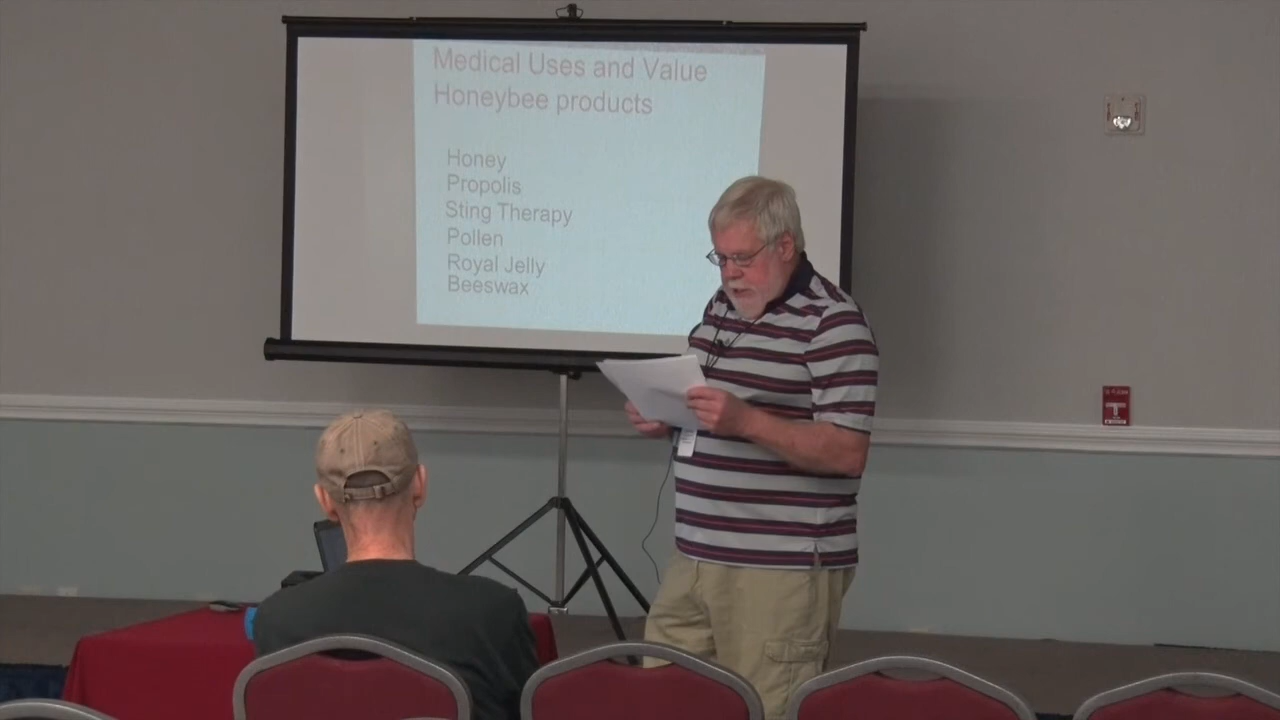 Medical Uses and Value
Honeybee products
Honey
Propolis
Sting Therapy
Pollen
Royal Jelly
Beeswax